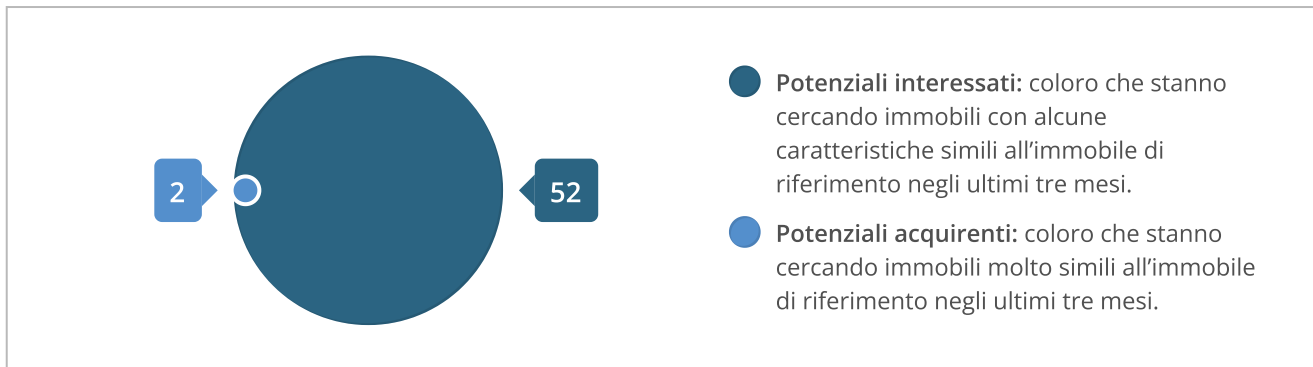 2
52
Potenziali interessati: coloro che stanno
cercando immobili con alcune
caratteristiche simili all’immobile di
riferimento negli ultimi tre mesi.
Potenziali acquirenti: coloro che stanno
cercando immobili molto simili all’immobile
di riferimento negli ultimi tre mesi.